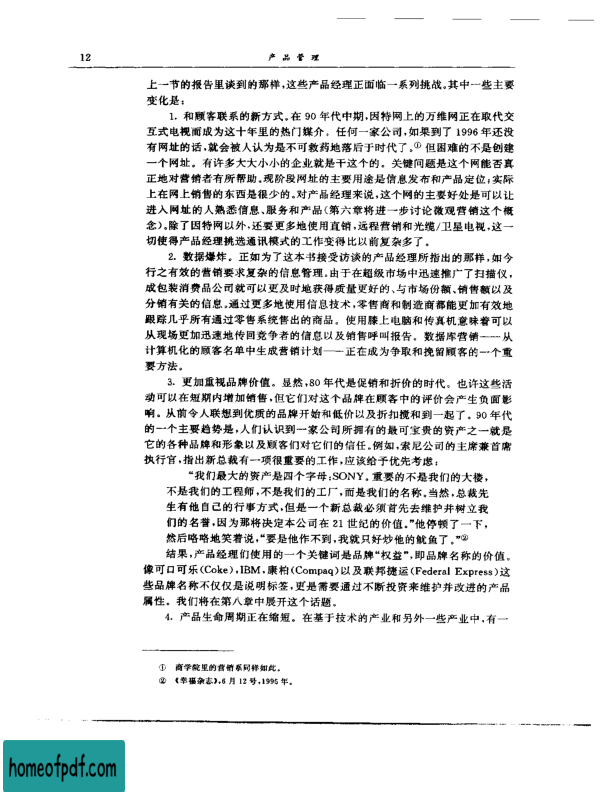 12
产品管理
上一节的报告里谈到的那样,这些产品经理正面临一系列挑战。其中一些主要
变化是:
1. 和顾客联系的新方式。在 90 年代中期,因特网上的万维网正在取代交
互式电视而成为这十年里的热门媒介。任何一家公司,如果到了 1996 年还没
有网址的话,就会被人认为是不可救药地落后于时代了。① 但困难的不是创建
一个网址。有许多大大小小的企业就是干这个的。关键问题是这个网能否真
正地对营销者有所帮助。现阶段网址的主要用途是信息发布和产品定位;实际
上在网上销售的东西是很少的。对产品经理来说,这个网的主要好处是可以让
进入网址的人熟悉信息、服务和产品(第六章将进一步讨论微观营销这个概
念)。除了因特网以外,还要更多地使用直销,远程营销和光缆/卫星电视,这一
切使得产品经理挑选通讯模式的工作变得比以前复杂多了。
2. 数据爆炸。正如为了这本书接受访谈的产品经理所指出的那样,如今
行之有效的营销要求复杂的信息管理。由于在超级市场中迅速推广了扫描仪,
成包装消费品公司就可以更及时地获得质量更好的、与市场份额、销售额以及
分销有关的信息。通过更多地使用信息技术,零售商和制造商都能更加有效地
跟踪几乎所有通过零售系统售出的商品。使用膝上电脑和传真机意味着可以
从现场更加迅速地传回竞争者的信息以及销售呼叫报告。数据库营销——从
计算机化的顾客名单中生成营销计划——正在成为争取和挽留顾客的一个重
要方法。
3. 更加重视品牌价值。显然,80 年代是促销和折价的时代。也许这些活
动可以在短期内增加销售,但它们对这个品牌在顾客中的评价会产生负面影
响。从前令人联想到优质的品牌开始和低价以及折扣搅和到一起了。90 年代
的一个主要趋势是,人们认识到一家公司所拥有的最可宝贵的资产之一就是
它的各种品牌和形象以及顾客们对它们的信任。例如,索尼公司的主席兼首席
执行官,指出新总裁有一项很重要的工作,应该给予优先考虑:
“我们最大的资产是四个字母:SONY。重要的不是我们的大楼,
不是我们的工程师,不是我们的工厂,而是我们的名称。当然,总裁先
生有他自己的行事方式,但是一个新总裁必须首先去维护并树立我
们的名誉,因为那将决定本公司在 21 世纪的价值。”他停顿了一下,
然后咯咯地笑着说,“要是他作不到,我就只好炒他的鱿鱼了。”②
结果,产品经理们使用的一个关键词是品牌“权益”,即品牌名称的价值。
像可口可乐(Coke),IBM,康柏(Compaq)以及联邦捷运(Federal Express)这
些品牌名称不仅仅是说明标签,更是需要通过不断投资来维护并改进的产品
属性。我们将在第八章中展开这个话题。
4. 产品生命周期正在缩短。在基于技术的产业和另外一些产业中,有一
① 商学院里的营销系同样如此。
② 《幸福杂志》,6 月 12 号,1995 年。
homeofpdf.com